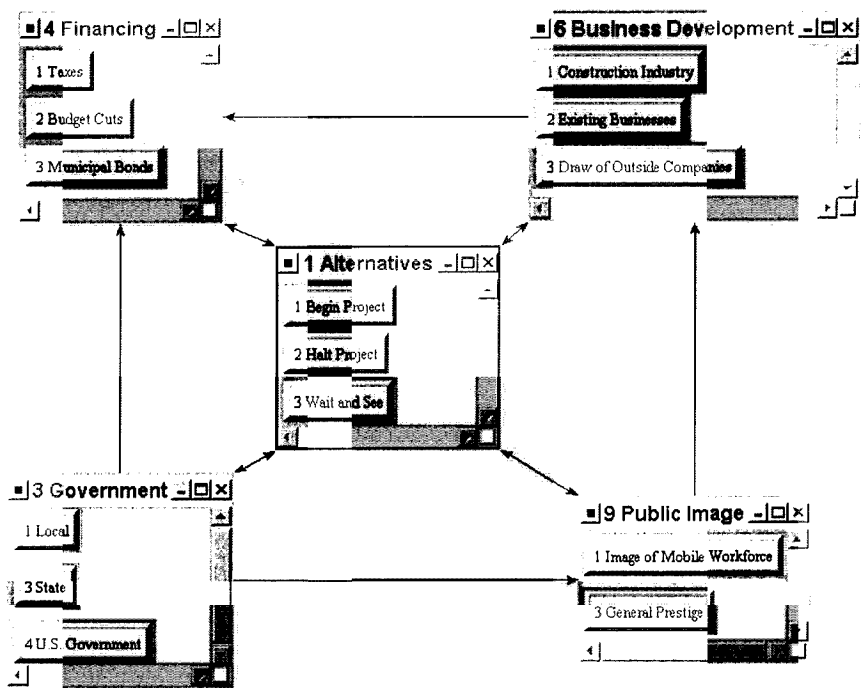 4 Financing
1 Taxes
2 Budget Cuts
3 Municipal Bonds
6 Business Development
1 Construction Industry
2 Existing Businesses
3 Draw of Outside Companies
1 Alternatives
1 Begin Project
2 Halt Project
3 Wait and See
3 Government
1 Local
3 State
4 U.S. Government
9 Public Image
1 Image of Mobile Workforce
3 General Prestige